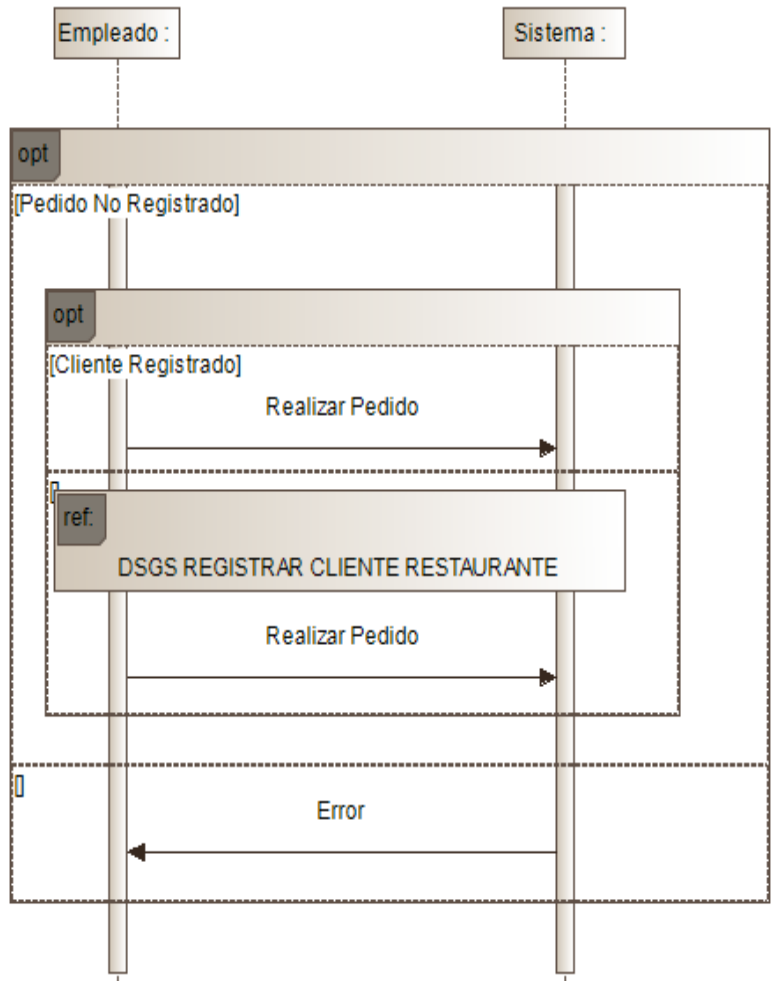 Empleado :
Sistema :
opt
[Pedido No Registrado]
opt
[Cliente Registrado]
Realizar Pedido
[]
ref:
DSGS REGISTRAR CLIENTE RESTAURANTE
Realizar Pedido
[]
Error